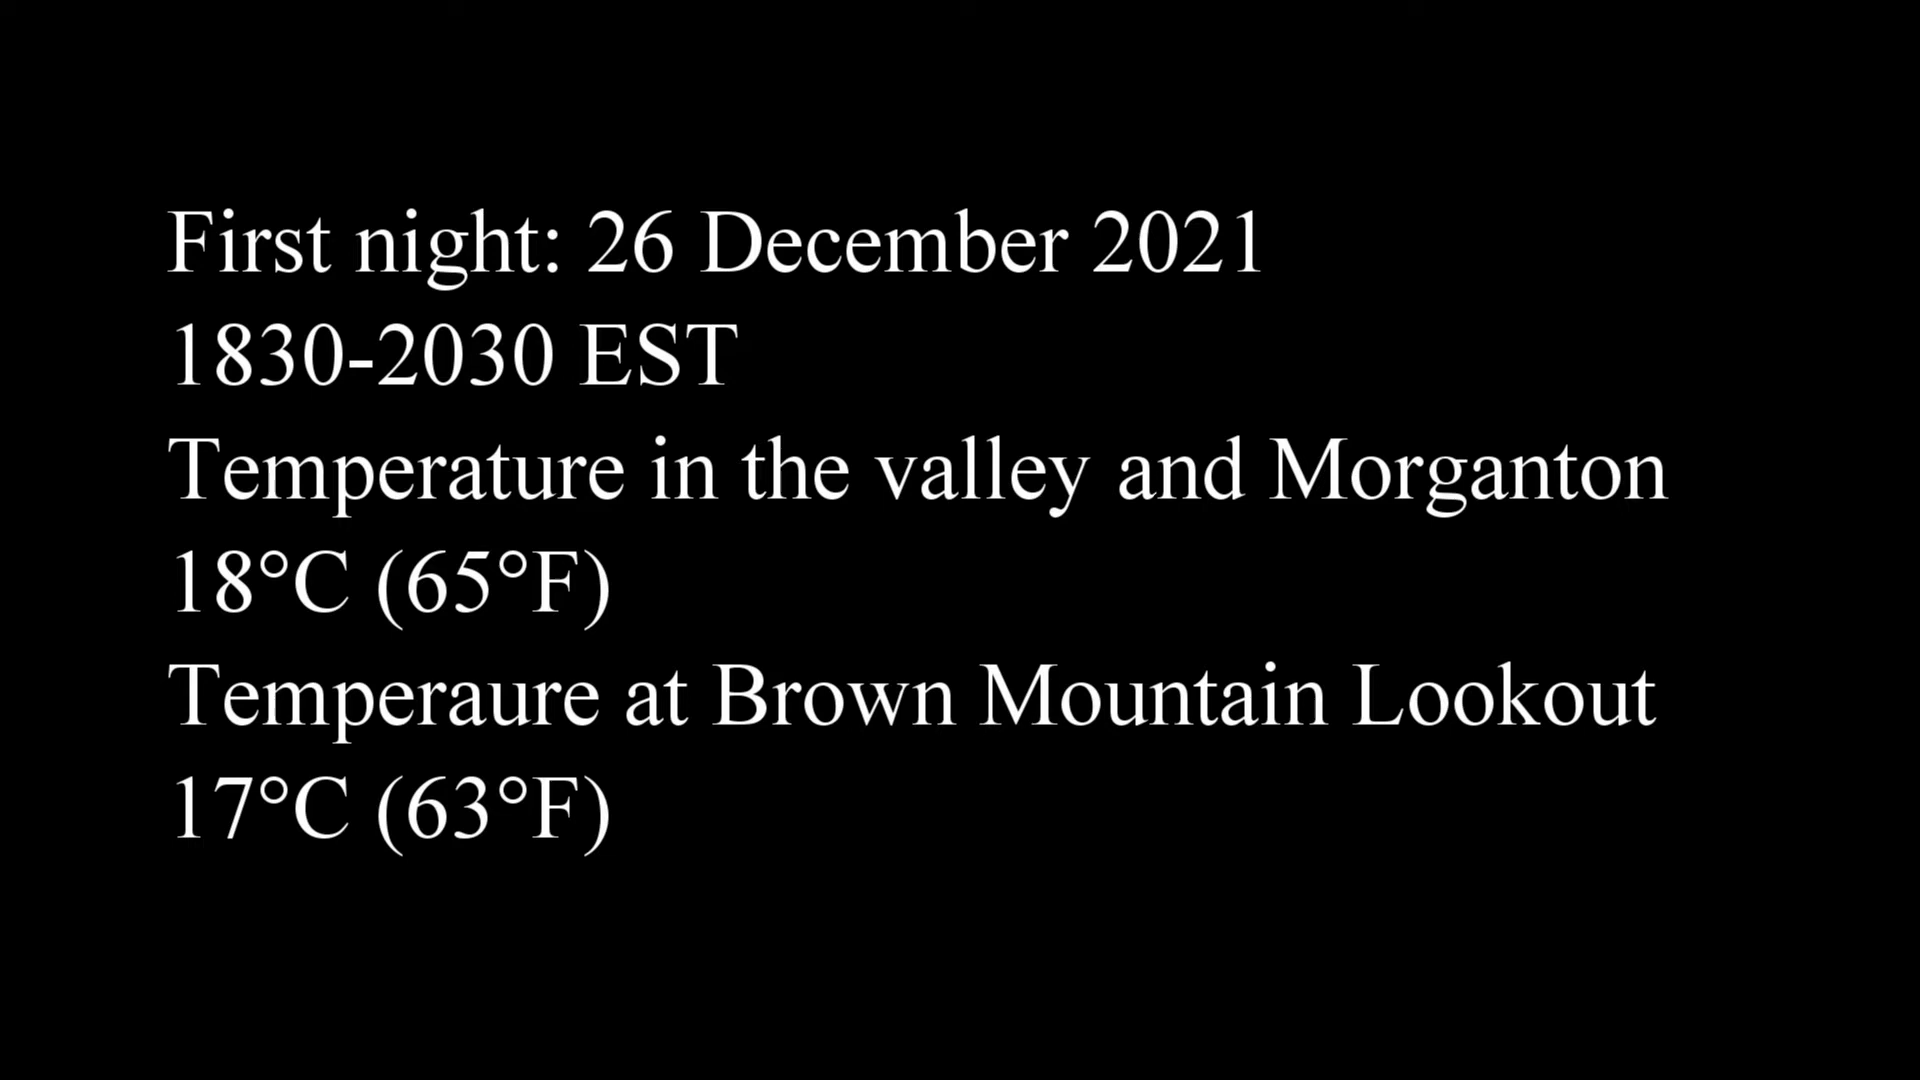 First night: 26 December 2021
1830-2030 EST
Temperature in the valley and Morganton
18°C (65°F)
Temperaure at Brown Mountain Lookout
17°C (63°F)